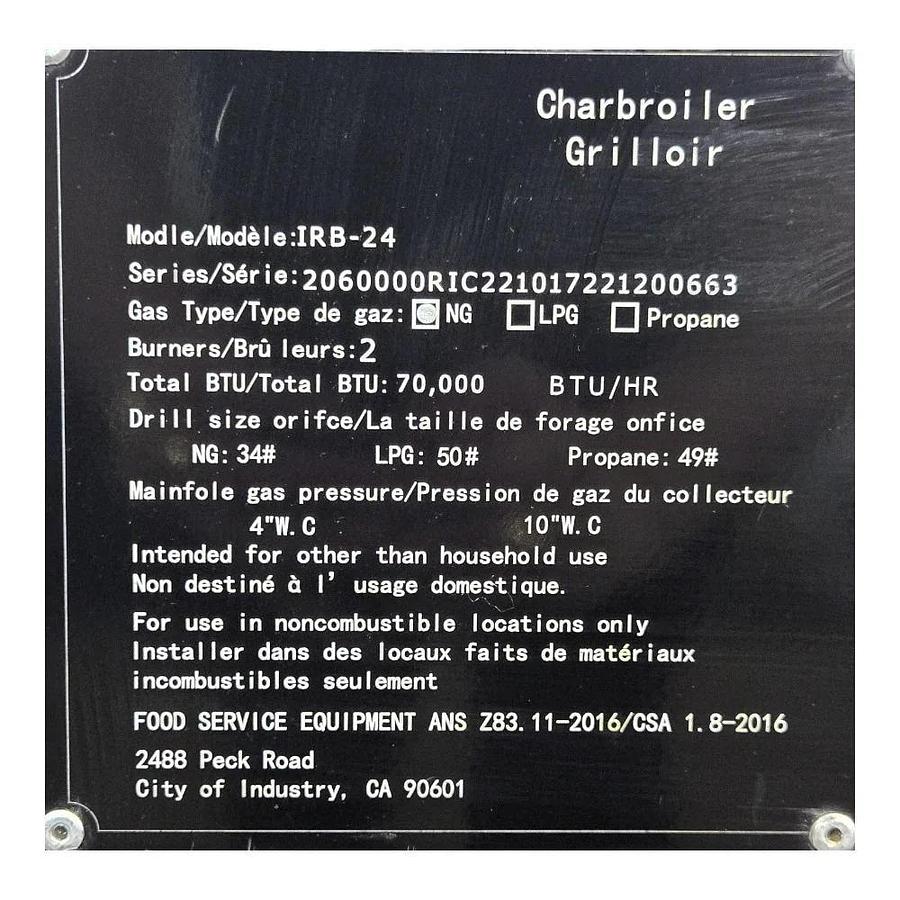 Charbroiler
Grilloir
Modle/Modèle:IRB-24
Series/Série:2060000RIC221017221200663
Gas Type/Type de gaz: NG LPG Propane
Burners/Brû leurs:2
Total BTU/Total BTU: 70,000 BTU/HR
Drill size orifce/La taille de forage onfice
NG: 34# LPG: 50# Propane: 49#
Mainfole gas pressure/Pression de gaz du collecteur
4"W.C 10"W.C
Intended for other than household use
Non destiné à l' usage domestique.
For use in noncombustible locations only
Installer dans des locaux faits de matériaux
incombustibles seulement
FOOD SERVICE EQUIPMENT ANS Z83.11-2016/CSA 1.8-2016
2488 Peck Road
City of Industry, CA 90601